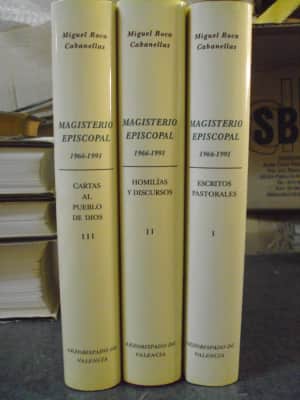 Miguel Roca
Cabanellas
MAGISTERIO
EPISCOPAL
1966-1991
CARTAS
AL
PUEBLO
DE DIOS
III
ARZOBISPADO DE
VALENCIA
Miguel Roca
Cabanellas
MAGISTERIO
EPISCOPAL
1966-1991
HOMILÍAS
Y DISCURSOS
II
ARZOBISPADO DE
VALENCIA
Miguel Roca
Cabanellas
MAGISTERIO
EPISCOPAL
1966-1991
ESCRITOS
PASTORALES
I
ARZOBISPADO DE
VALENCIA
SB